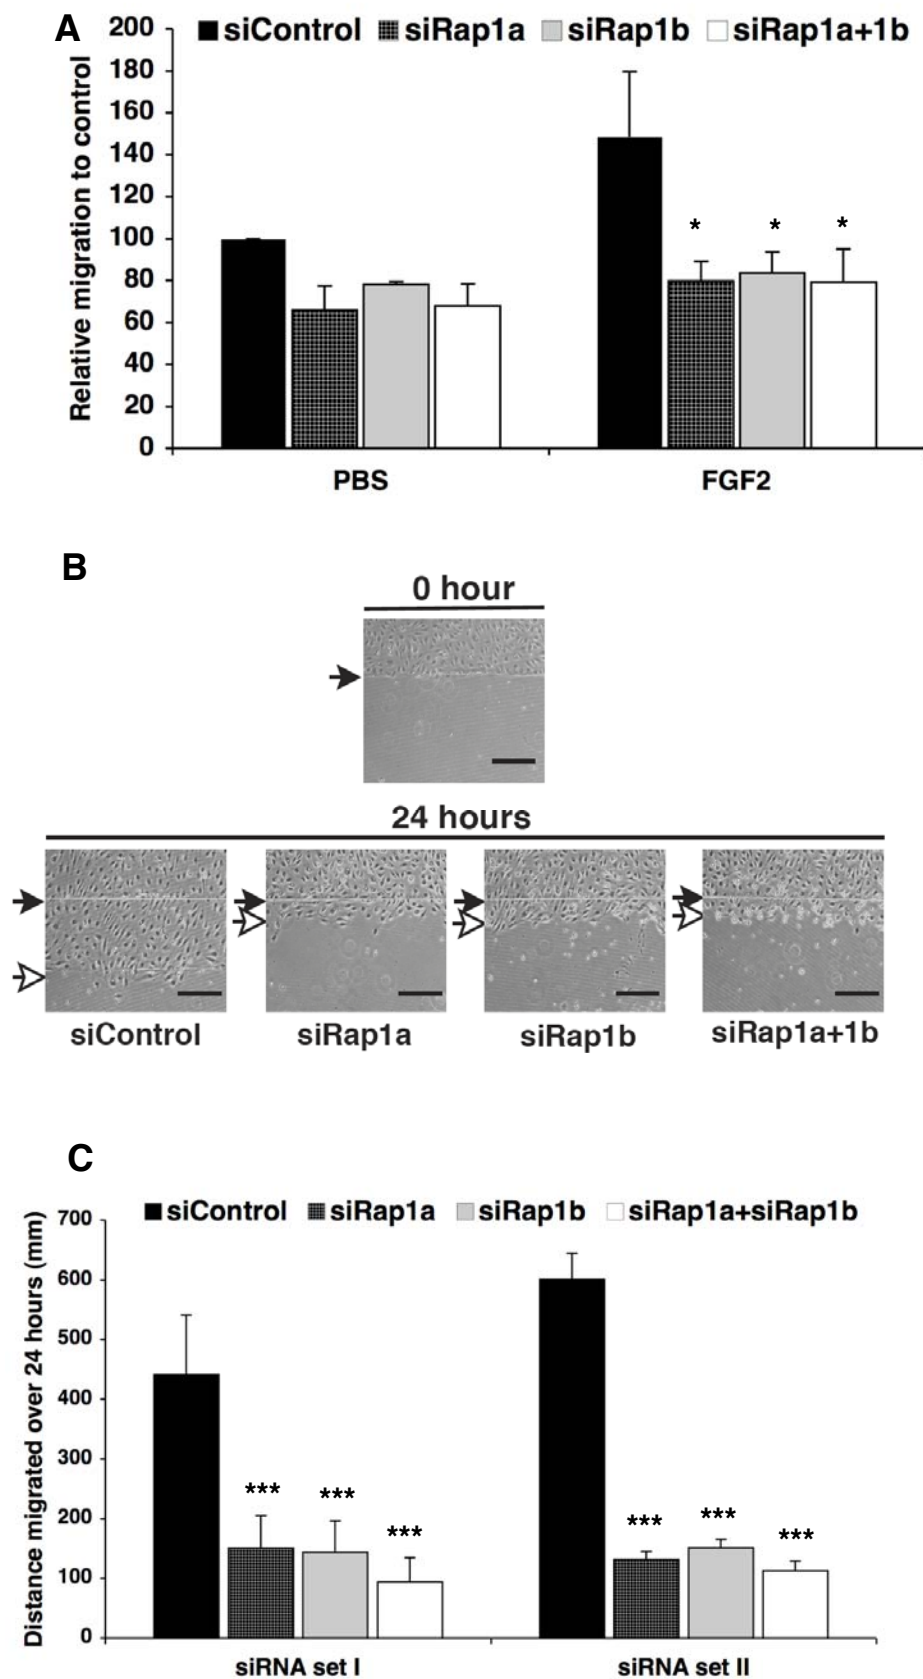 A
siControl siRap1a siRap1b siRap1a+1b
Relative migration to control
200
180
160
140
120
100
80
60
40
20
0
* * *
PBS FGF2
B
0 hour
24 hours
siControl siRap1a siRap1b siRap1a+1b
C
siControl siRap1a siRap1b siRap1a+siRap1b
Distance migrated over 24 hours (mm)
700
600
500
400
300
200
100
0
*** *** *** *** *** ***
siRNA set I siRNA set II